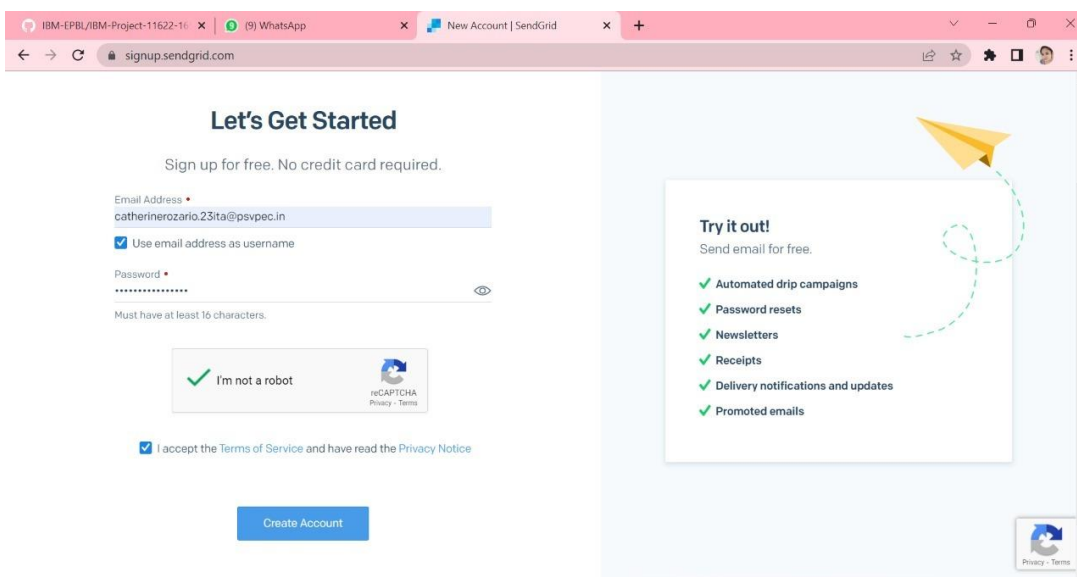 IBM-EPBL/IBM-Project-11622-16
(9) WhatsApp
New Account | SendGrid
signup.sendgrid.com
Let's Get Started
Sign up for free. No credit card required.
Email Address •
catherinerozario.23ita@psvpec.in
Use email address as username
Password •
••••••••••••••••
Must have at least 16 characters.
I'm not a robot
reCAPTCHA
Privacy - Terms
I accept the Terms of Service and have read the Privacy Notice
Create Account
Try it out!
Send email for free.
Automated drip campaigns
Password resets
Newsletters
Receipts
Delivery notifications and updates
Promoted emails
Privacy - Terms